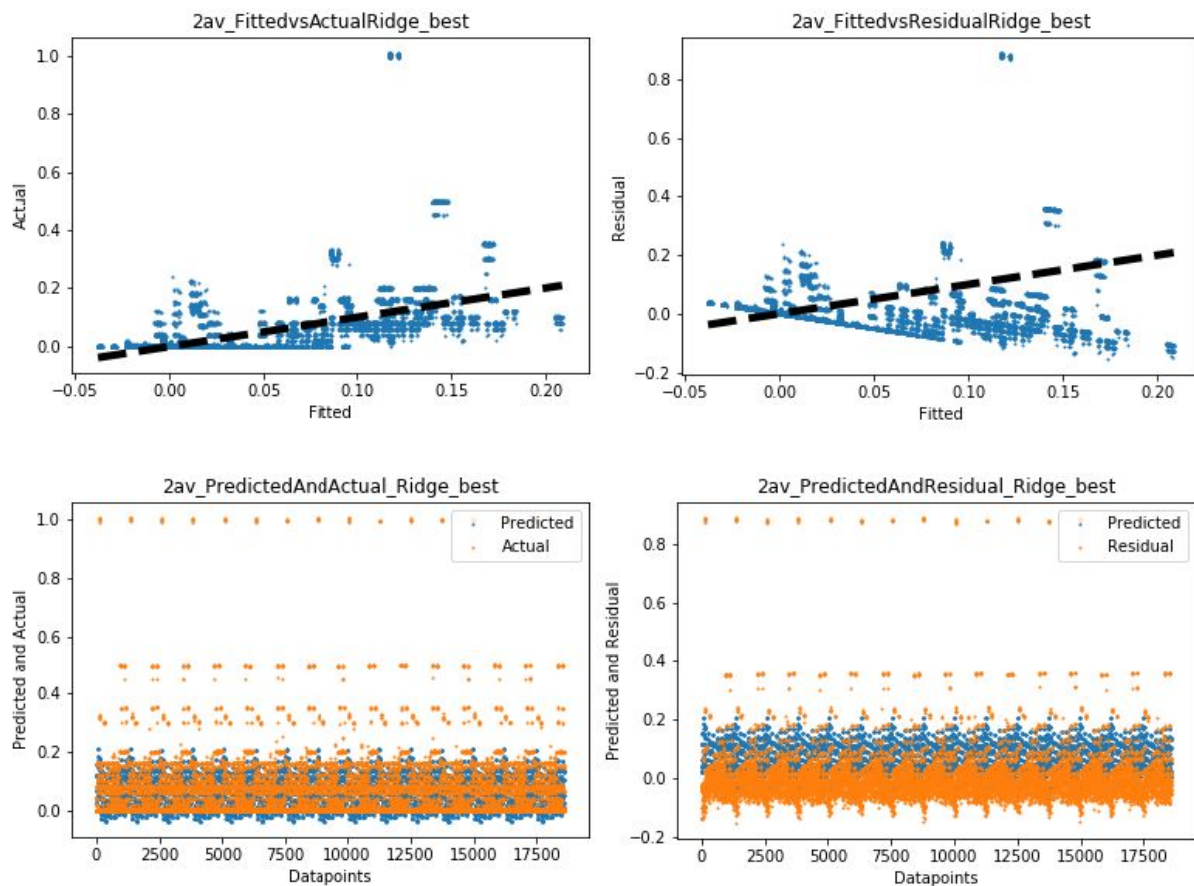 2av_FittedvsActualRidge_best
1.0
0.8
0.6
0.4
0.2
0.0
Actual
−0.05 0.00 0.05 0.10 0.15 0.20
Fitted
2av_FittedvsResidualRidge_best
0.8
0.6
0.4
0.2
0.0
−0.2
Residual
−0.05 0.00 0.05 0.10 0.15 0.20
Fitted
2av_PredictedAndActual_Ridge_best
1.0
0.8
0.6
0.4
0.2
0.0
Predicted and Actual
Predicted
Actual
0 2500 5000 7500 10000 12500 15000 17500
Datapoints
2av_PredictedAndResidual_Ridge_best
0.8
0.6
0.4
0.2
0.0
−0.2
Predicted and Residual
Predicted
Residual
0 2500 5000 7500 10000 12500 15000 17500
Datapoints